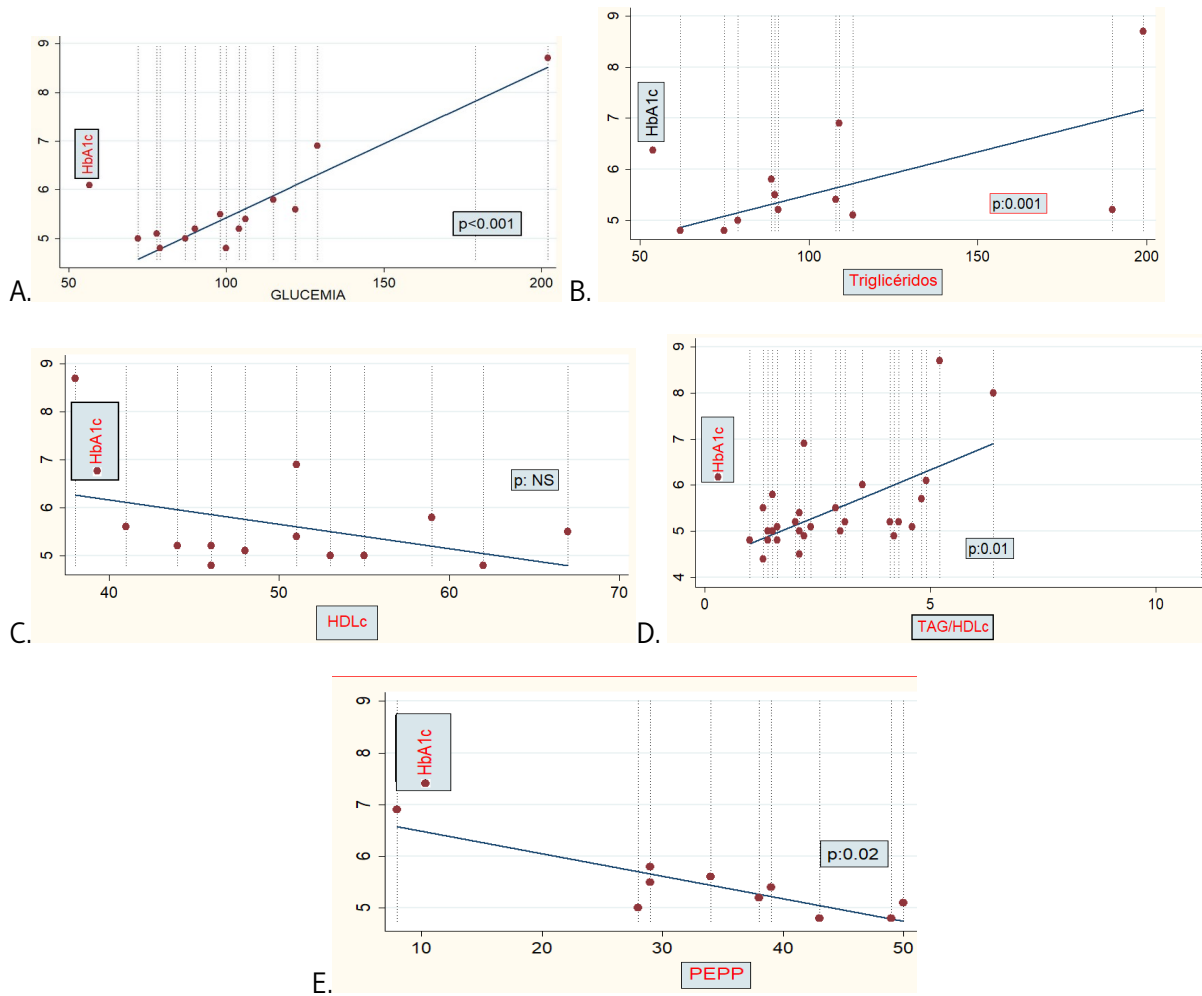 9
8
7
6
5
HbA1c
p<0.001
50
100
150
200
GLUCEMIA
A.
9
8
7
6
5
HbA1c
p:0.001
50
100
150
200
Triglicéridos
B.
9
8
7
6
5
HbA1c
p: NS
40
50
60
70
HDLc
C.
9
8
7
6
5
4
HbA1c
p:0.01
0
5
10
TAG/HDLc
D.
9
8
7
6
5
HbA1c
p:0.02
10
20
30
40
50
PEPP
E.